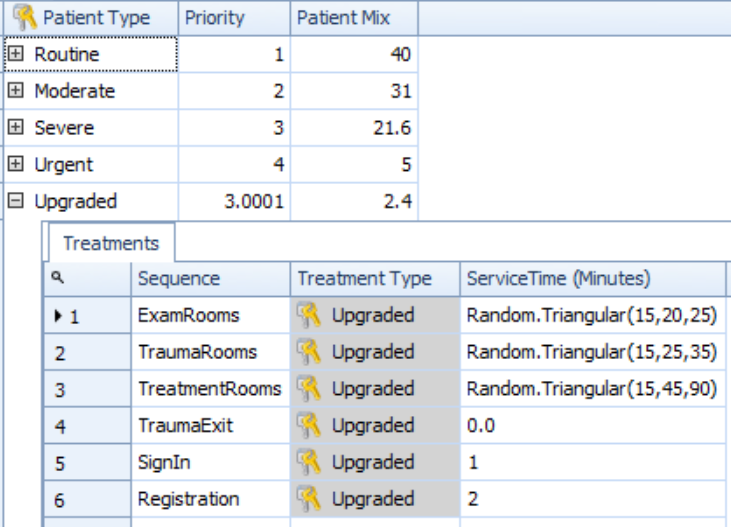 Patient Type Priority Patient Mix
Routine 1 40
Moderate 2 31
Severe 3 21.6
Urgent 4 5
Upgraded 3.0001 2.4
Treatments
Sequence Treatment Type ServiceTime (Minutes)
1 ExamRooms Upgraded Random.Triangular(15,20,25)
2 TraumaRooms Upgraded Random.Triangular(15,25,35)
3 TreatmentRooms Upgraded Random.Triangular(15,45,90)
4 TraumaExit Upgraded 0.0
5 SignIn Upgraded 1
6 Registration Upgraded 2